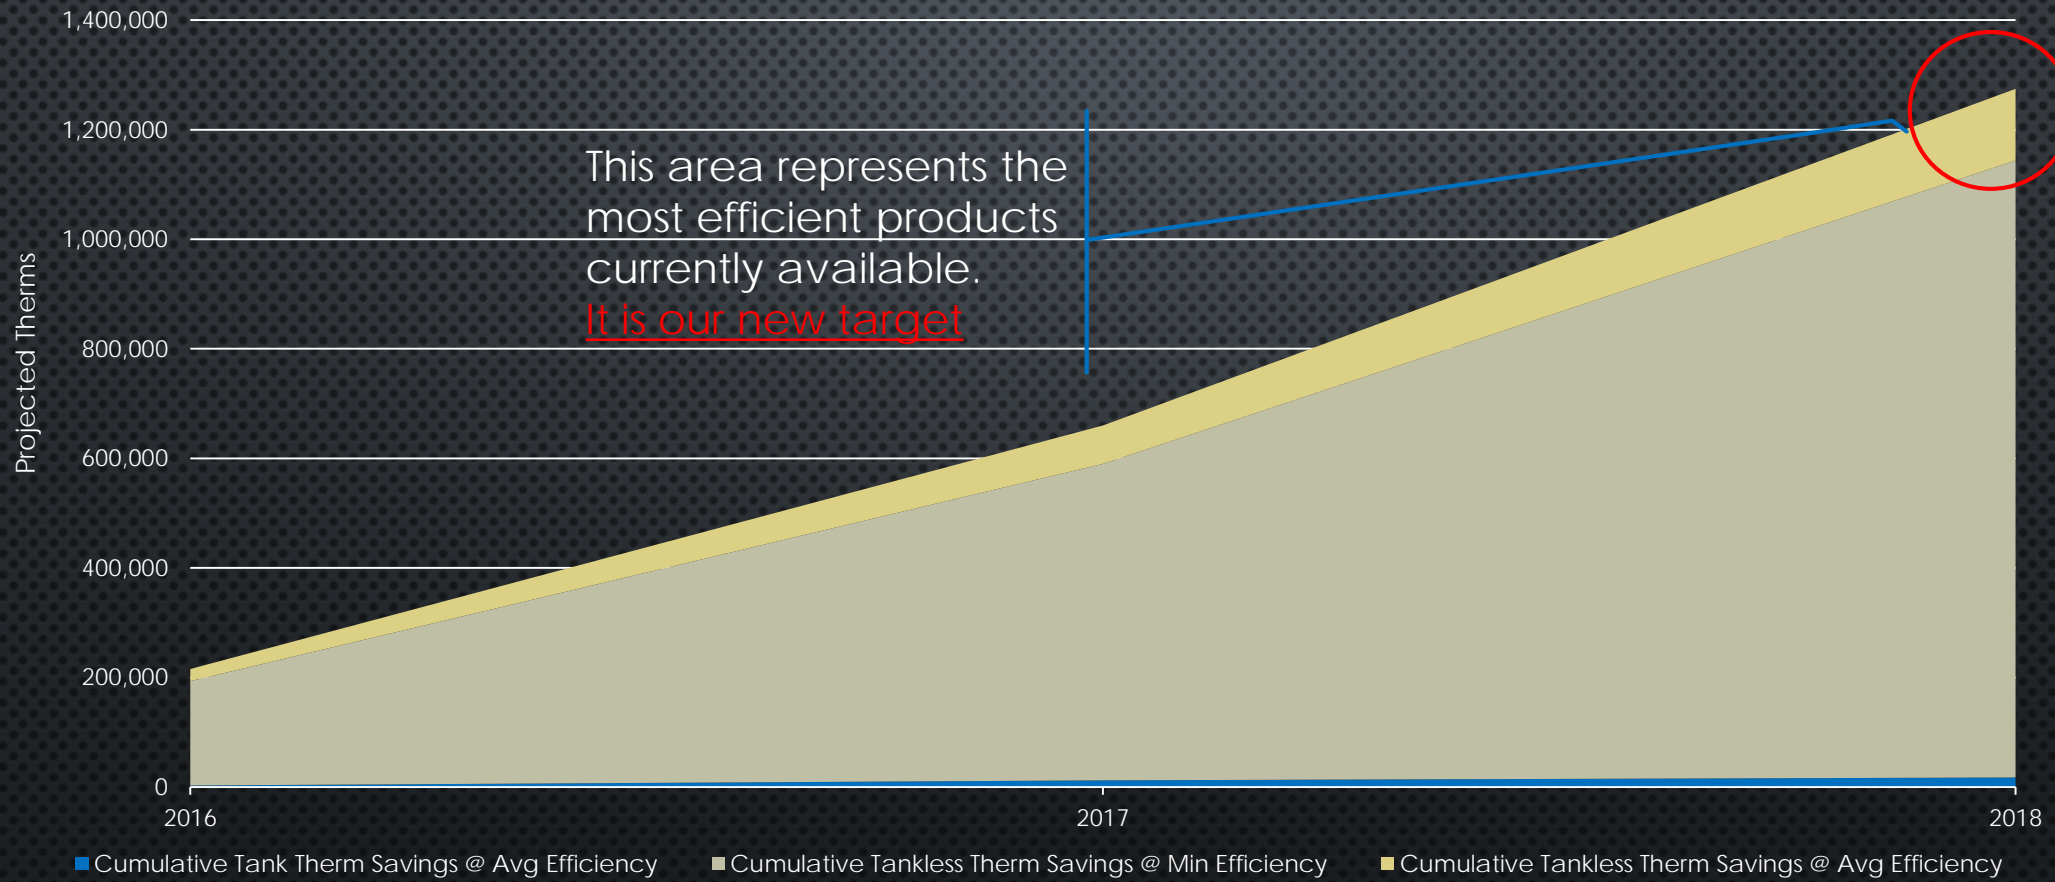 1,400,000
1,200,000
1,000,000
800,000
600,000
400,000
200,000
0
Projected Therms
This area represents the
most efficient products
currently available.
It is our new target
2016
2017
2018
Cumulative Tank Therm Savings @ Avg Efficiency
Cumulative Tankless Therm Savings @ Min Efficiency
Cumulative Tankless Therm Savings @ Avg Efficiency